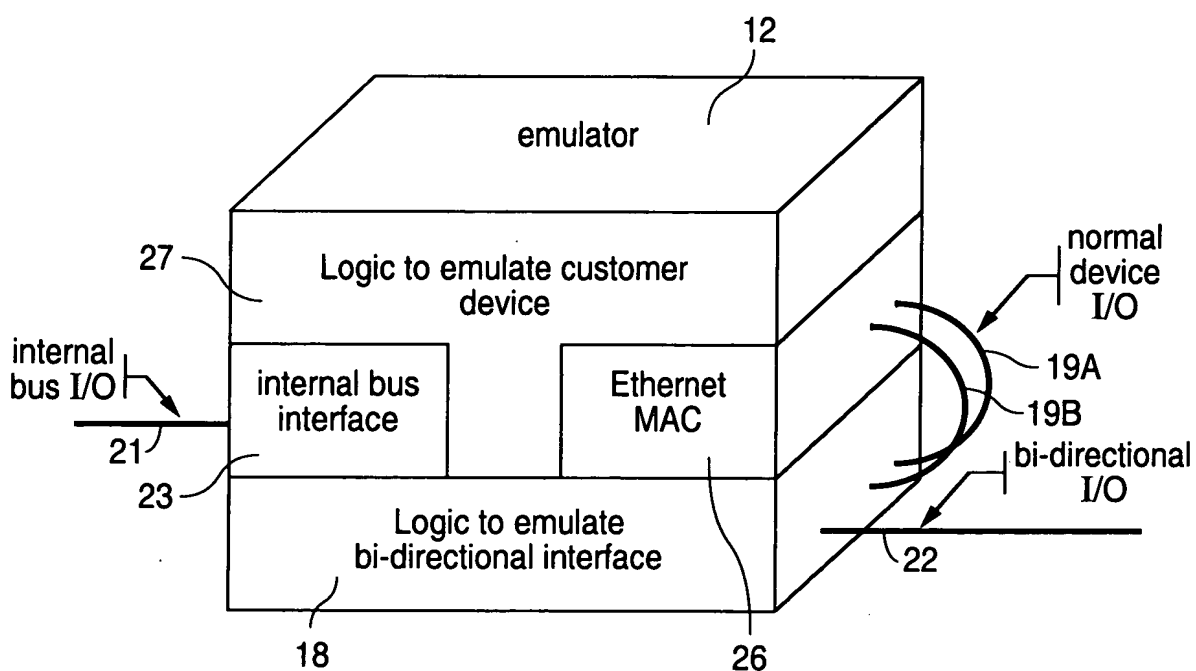 12
emulator
27
Logic to emulate customer
device
normal
device
I/O
internal
bus I/O
internal bus
interface
Ethernet
MAC
19A
19B
21
23
bi-directional
I/O
Logic to emulate
bi-directional interface
22
18
26